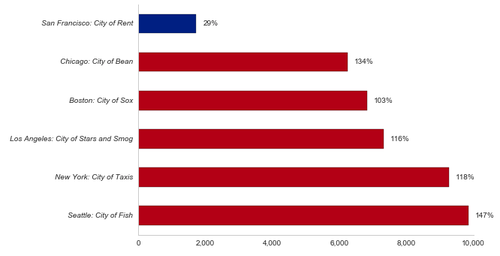 San Francisco: City of Rent 29%
Chicago: City of Bean 134%
Boston: City of Sox 103%
Los Angeles: City of Stars and Smog 116%
New York: City of Taxis 118%
Seattle: City of Fish 147%
0 2,000 4,000 6,000 8,000 10,000